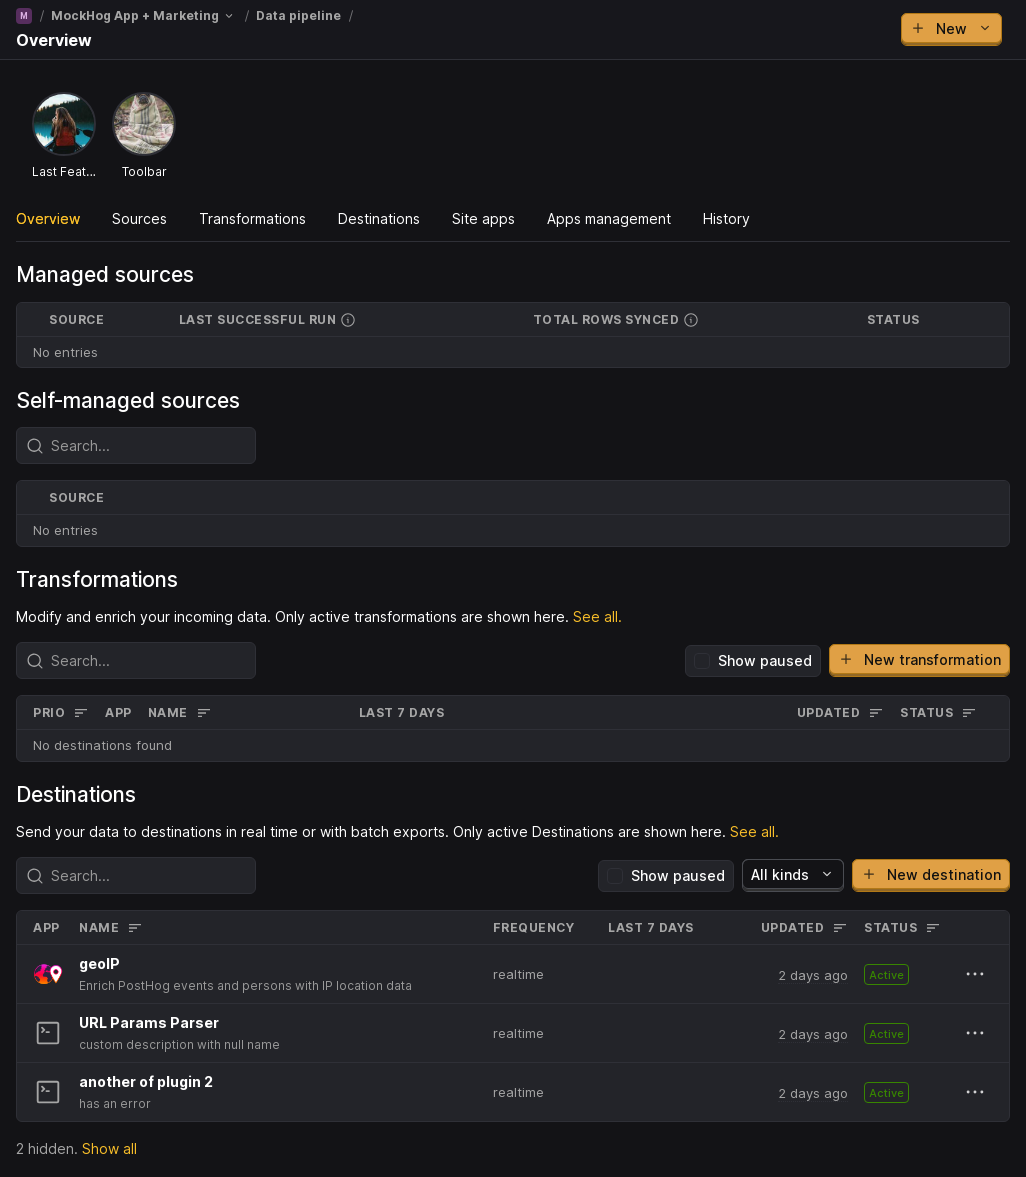 M / MockHog App + Marketing / Data pipeline /
Overview
New
Last Feat...
Toolbar
Overview Sources Transformations Destinations Site apps Apps management History
Managed sources
SOURCE LAST SUCCESSFUL RUN TOTAL ROWS SYNCED STATUS
No entries
Self-managed sources
Search...
SOURCE
No entries
Transformations
Modify and enrich your incoming data. Only active transformations are shown here. See all.
Search... Show paused New transformation
PRIO APP NAME LAST 7 DAYS UPDATED STATUS
No destinations found
Destinations
Send your data to destinations in real time or with batch exports. Only active Destinations are shown here. See all.
Search... Show paused All kinds New destination
APP NAME FREQUENCY LAST 7 DAYS UPDATED STATUS
geoIP
Enrich PostHog events and persons with IP location data
realtime 2 days ago Active
URL Params Parser
custom description with null name
realtime 2 days ago Active
another of plugin 2
has an error
realtime 2 days ago Active
2 hidden. Show all